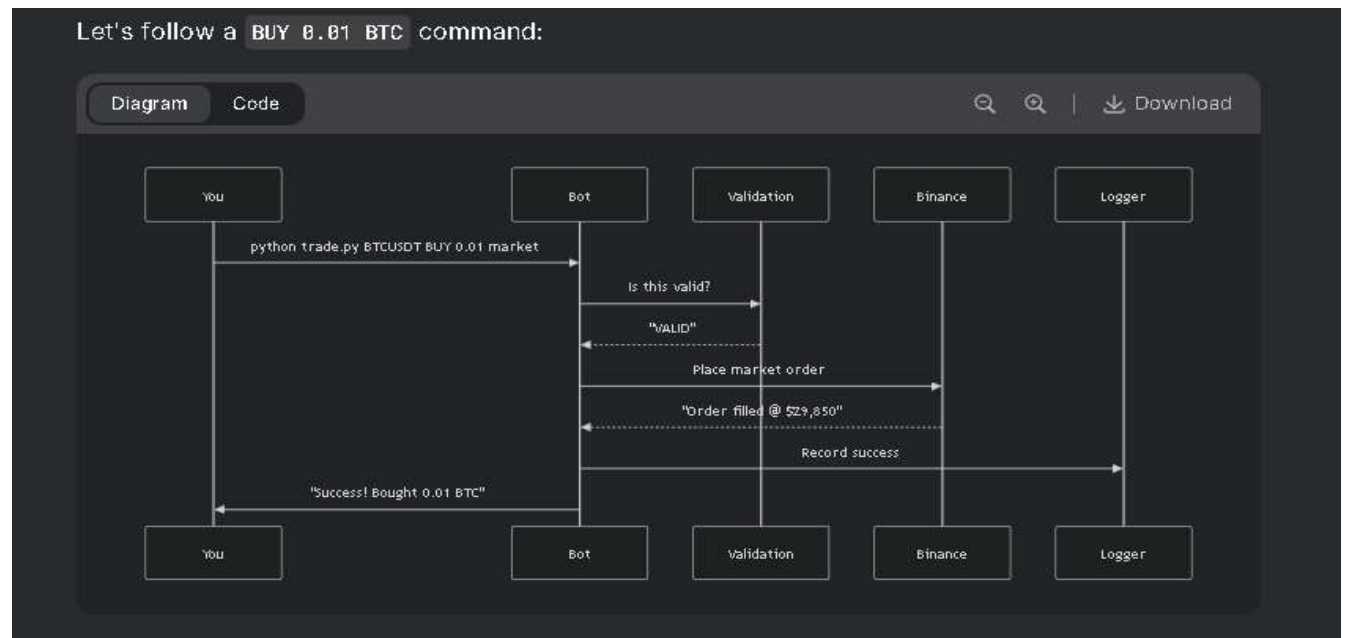 Let's follow a BUY 0.01 BTC command:
Diagram Code Download
You Bot Validation Binance Logger
python trade.py BTCUSDT BUY 0.01 market
Is this valid?
"VALID"
Place market order
"Order filled @ $29,850"
Record success
"Success! Bought 0.01 BTC"
You Bot Validation Binance Logger